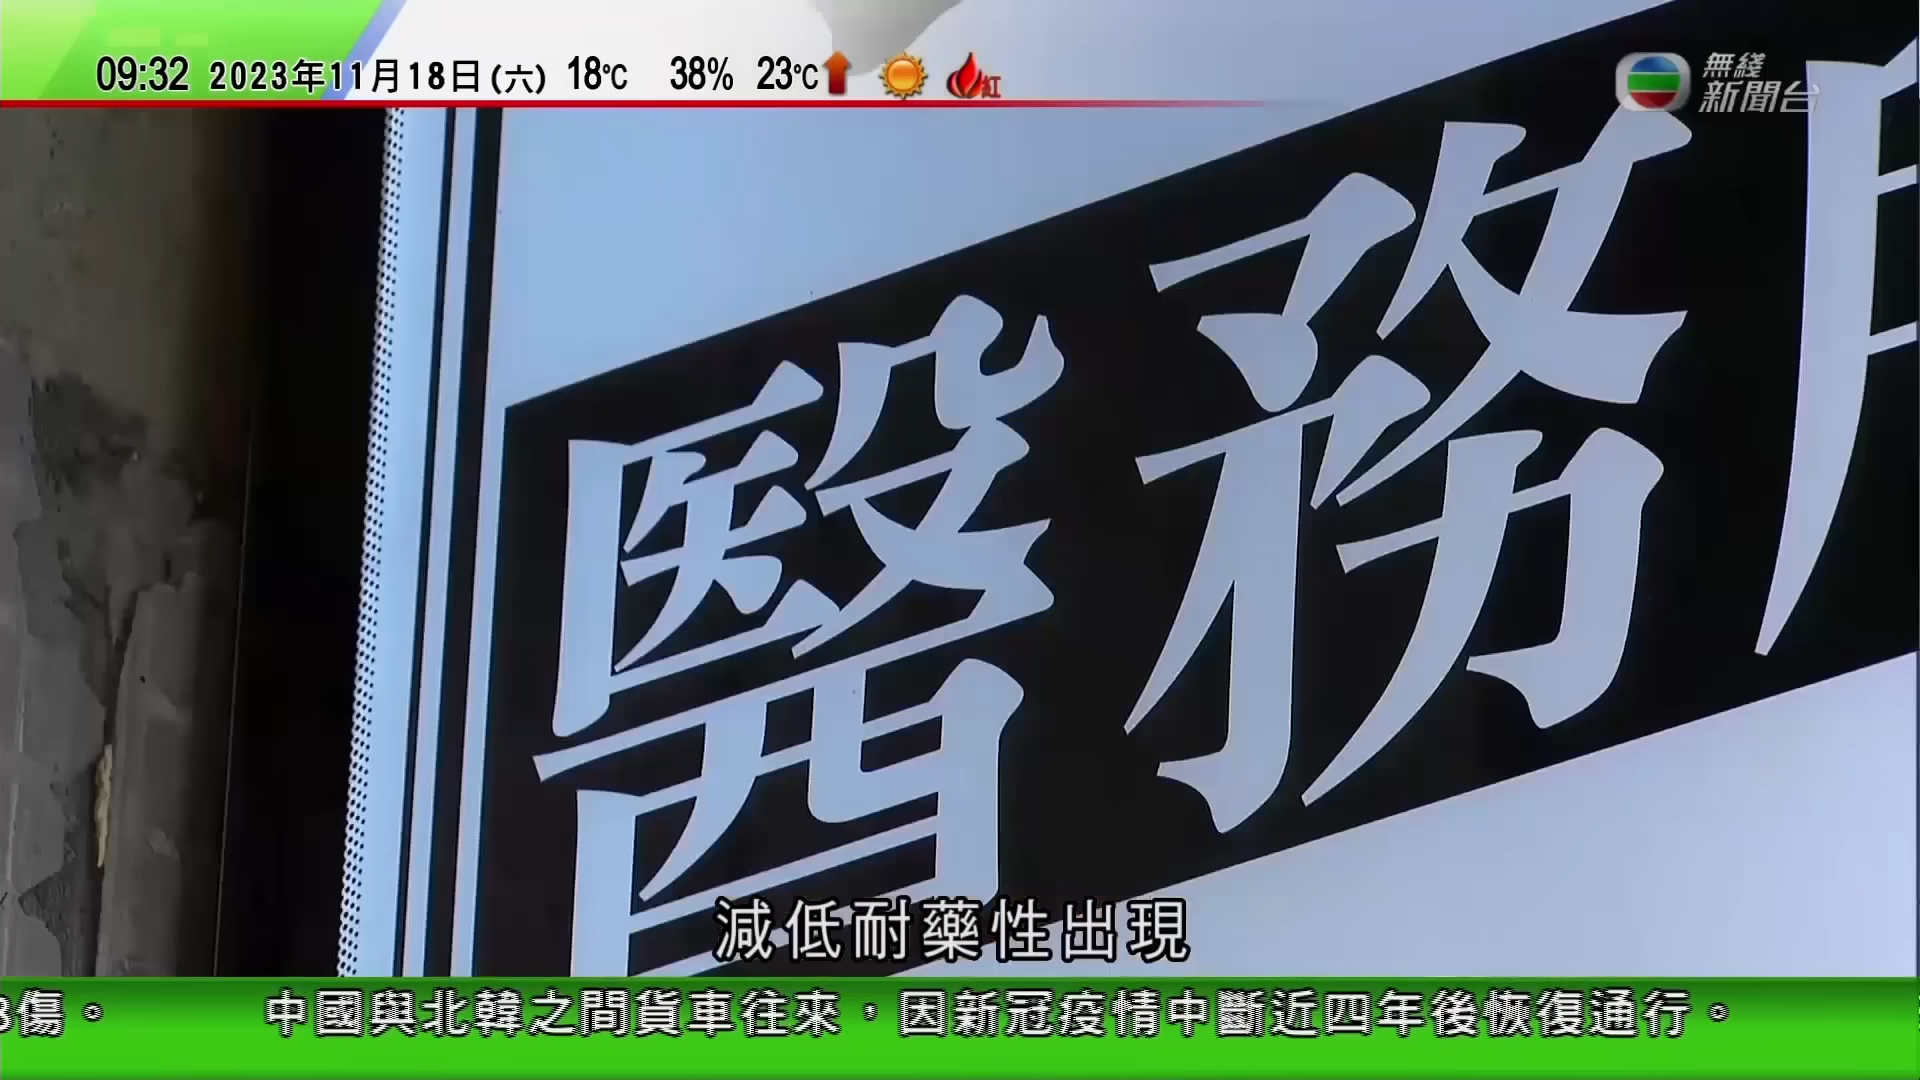 09:32 2023年11月18日(六) 18℃ 38% 23℃ 紅
無綫
新聞台
醫務
減低耐藥性出現
傷。 中國與北韓之間貨車往來，因新冠疫情中斷近四年後恢復通行。